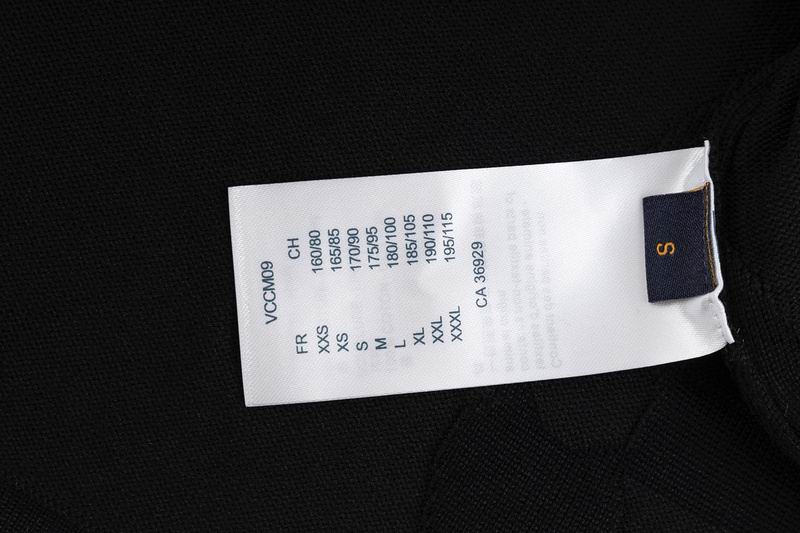 VCCM09
FR CH
XXS 160/80
XS 165/85
S 170/90
M 175/95
L 180/100
XL 185/105
XXL 190/110
XXXL 195/115
CA 36929
S